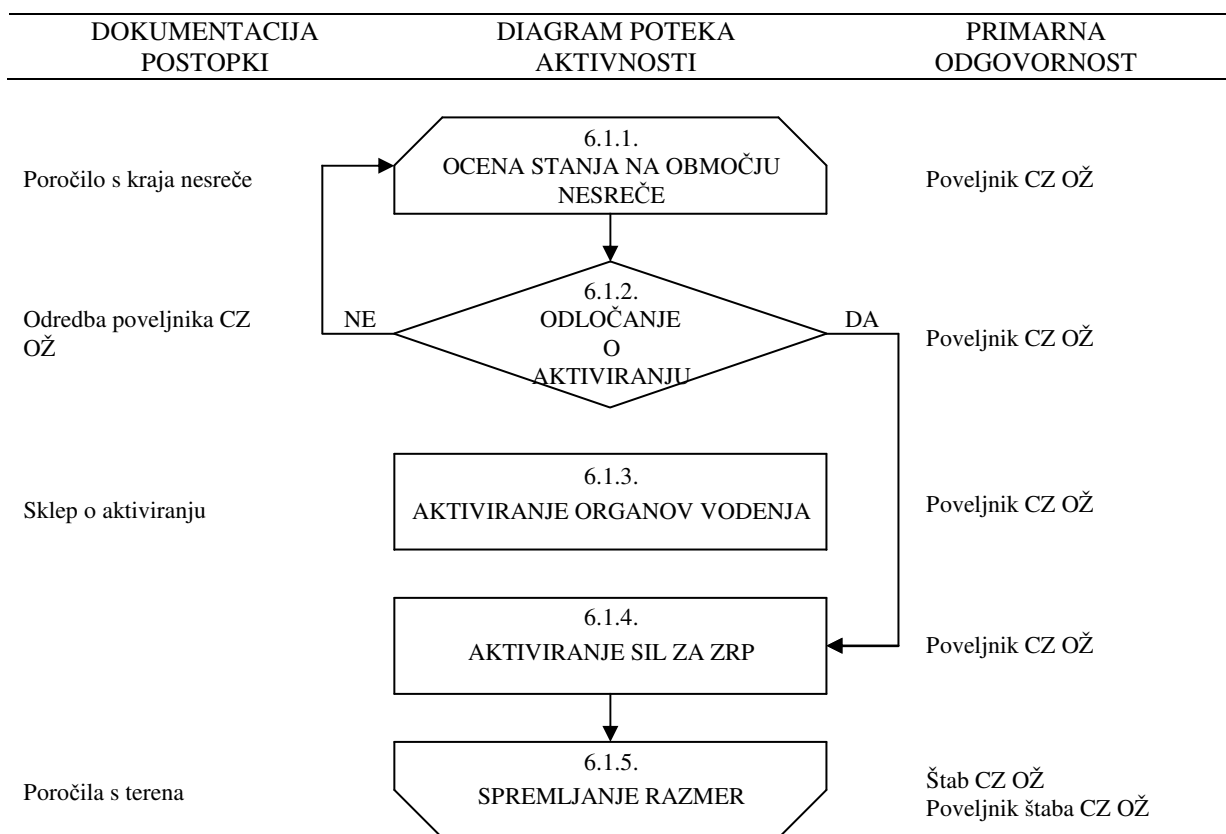 DOKUMENTACIJA
POSTOPKI
DIAGRAM POTEKA
AKTIVNOSTI
PRIMARNA
ODGOVORNOST
Poročilo s kraja nesreče
6.1.1.
OCENA STANJA NA OBMOČJU
NESREČE
Poveljnik CZ OŽ
Odredba poveljnika CZ
OŽ
NE
6.1.2.
ODLOČANJE
O
AKTIVIRANJU
DA
Poveljnik CZ OŽ
Sklep o aktiviranju
6.1.3.
AKTIVIRANJE ORGANOV VODENJA
Poveljnik CZ OŽ
6.1.4.
AKTIVIRANJE SIL ZA ZRP
Poveljnik CZ OŽ
Poročila s terena
6.1.5.
SPREMLJANJE RAZMER
Štab CZ OŽ
Poveljnik štaba CZ OŽ